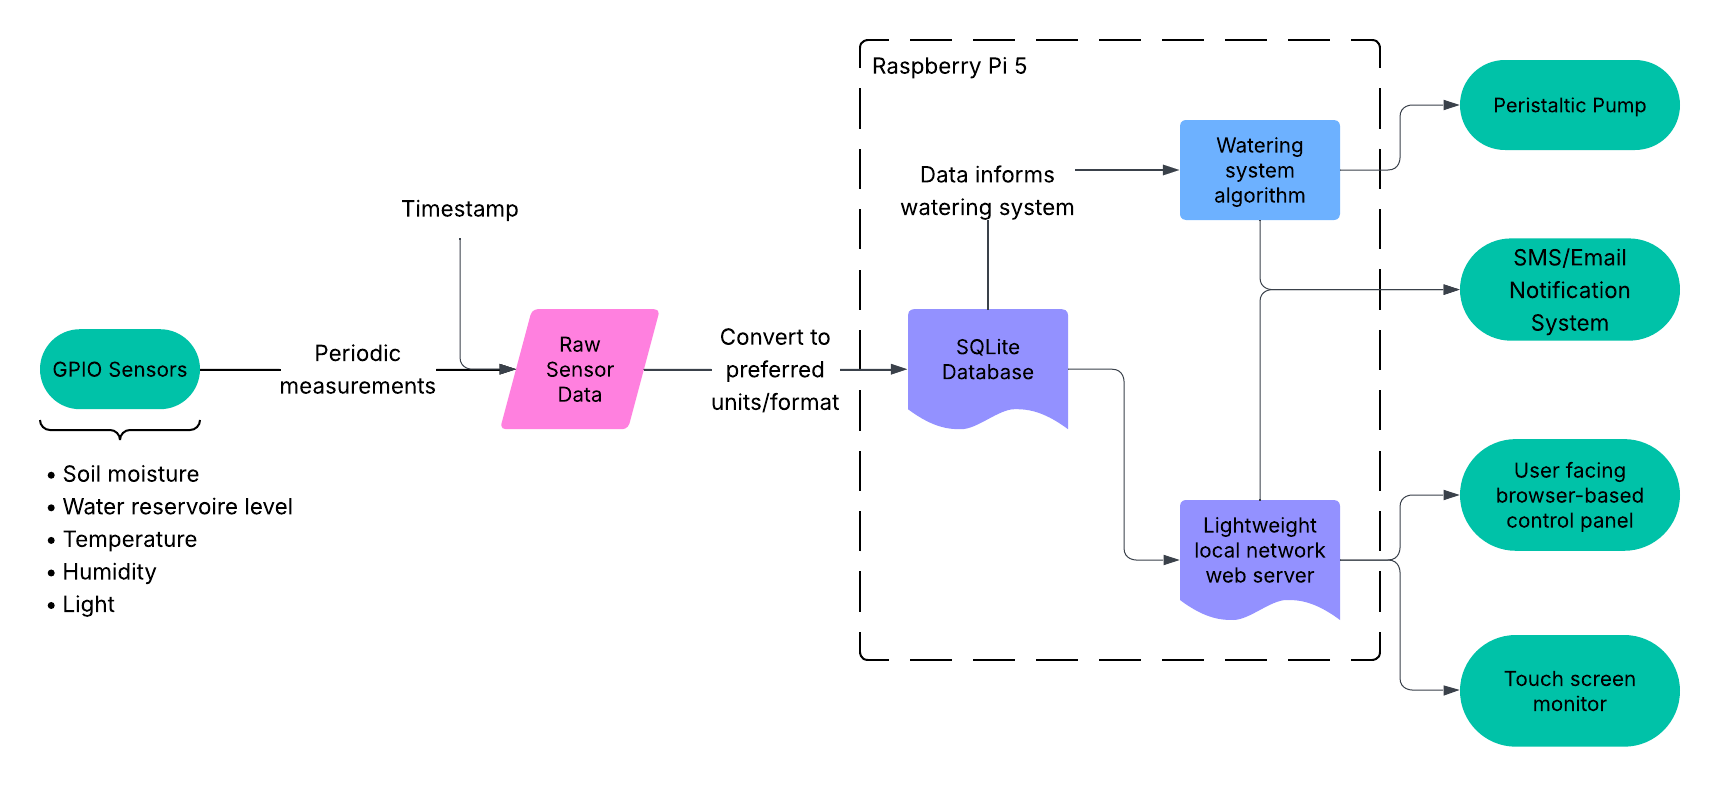 Raspberry Pi 5
Peristaltic Pump
Watering
system
algorithm
Data informs
watering system
Timestamp
SMS/Email
Notification
System
GPIO Sensors
Periodic
measurements
Raw
Sensor
Data
Convert to
preferred
units/format
SQLite
Database
• Soil moisture
• Water reservoire level
• Temperature
• Humidity
• Light
Lightweight
local network
web server
User facing
browser-based
control panel
Touch screen
monitor